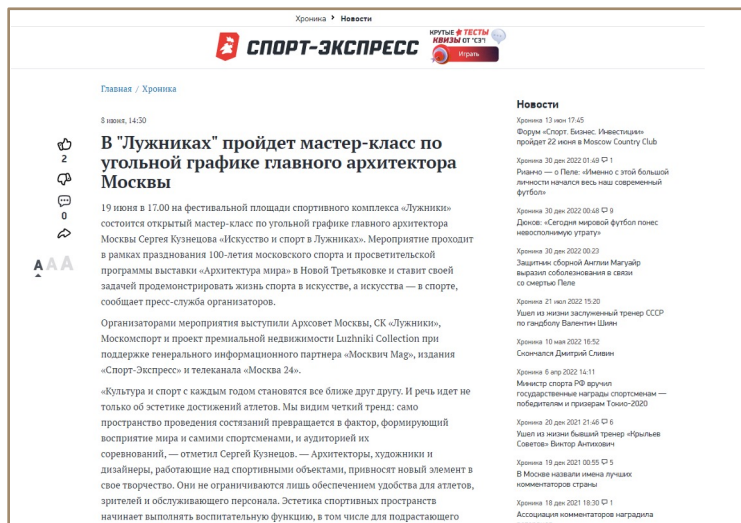 Хроника > Новости
СПОРТ-ЭКСПРЕСС
КРУТЫЕ ТЕСТЫ
КВИЗЫ ОТ "СЭ"!
Играть
Главная / Хроника
8 июня, 14:30
В "Лужниках" пройдет мастер-класс по
угольной графике главного архитектора
Москвы
2
0
А А А
19 июня в 17.00 на фестивальной площади спортивного комплекса «Лужники»
состоится открытый мастер-класс по угольной графике главного архитектора
Москвы Сергея Кузнецова «Искусство и спорт в Лужниках». Мероприятие проходит
в рамках празднования 100-летия московского спорта и просветительской
программы выставки «Архитектура мира» в Новой Третьяковке и ставит своей
задачей продемонстрировать жизнь спорта в искусстве, а искусства — в спорте,
сообщает пресс-служба организаторов.
Организаторами мероприятия выступили Архсовет Москвы, СК «Лужники»,
Москомспорт и проект премиальной недвижимости Luzhniki Collection при
поддержке генерального информационного партнера «Москвич Mag», издания
«Спорт-Экспресс» и телеканала «Москва 24».
«Культура и спорт с каждым годом становятся все ближе друг другу. И речь идет не
только об эстетике достижений атлетов. Мы видим четкий тренд: само
пространство проведения состязаний превращается в фактор, формирующий
восприятие мира и самими спортсменами, и аудиторией их
соревнований, — отметил Сергей Кузнецов. — Архитекторы, художники и
дизайнеры, работающие над спортивными объектами, привносят новый элемент в
свое творчество. Они не ограничиваются лишь обеспечением удобства для атлетов,
зрителей и обслуживающего персонала. Эстетика спортивных пространств
начинает выполнять воспитательную функцию, в том числе для подрастающего
Новости
Хроника 13 июн 17:45
Форум «Спорт. Бизнес. Инвестиции»
пройдет 22 июня в Moscow Country Club
Хроника 30 дек 2022 01:49 1
Рианчо — о Пеле: «Именно с этой большой
личности начался весь наш современный
футбол»
Хроника 30 дек 2022 00:48 9
Дюков: «Сегодня мировой футбол понес
невосполнимую утрату»
Хроника 30 дек 2022 00:23
Защитник сборной Англии Магуайр
выразил соболезнования в связи
со смертью Пеле
Хроника 21 июл 2022 15:20
Ушел из жизни заслуженный тренер СССР
по гандболу Валентин Шиян
Хроника 10 мая 2022 16:52
Скончался Дмитрий Сливин
Хроника 6 апр 2022 14:11
Министр спорта РФ вручил
государственные награды спортсменам —
победителям и призерам Токио-2020
Хроника 20 дек 2021 21:46 6
Ушел из жизни бывший тренер «Крыльев
Советов» Виктор Антихович
Хроника 19 дек 2021 00:55 5
В Москве назвали имена лучших
комментаторов страны
Хроника 18 дек 2021 18:30 1
Ассоциация комментаторов наградила